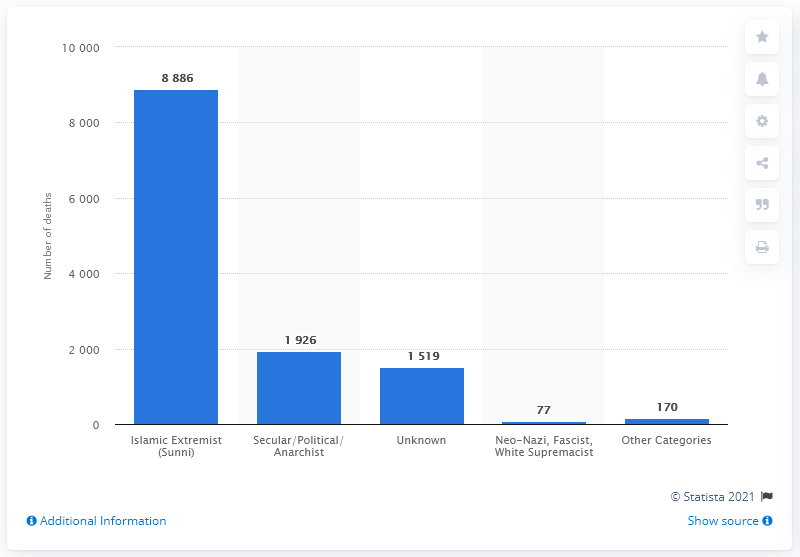 10 000
8 000
6 000
4 000
2 000
0
Number of deaths
8 886
1 926
1 519
77
170
Islamic Extremist
(Sunni)
Secular/Political/
Anarchist
Unknown
Neo-Nazi, Fascist,
White Supremacist
Other Categories
© Statista 2021
Additional Information
Show source